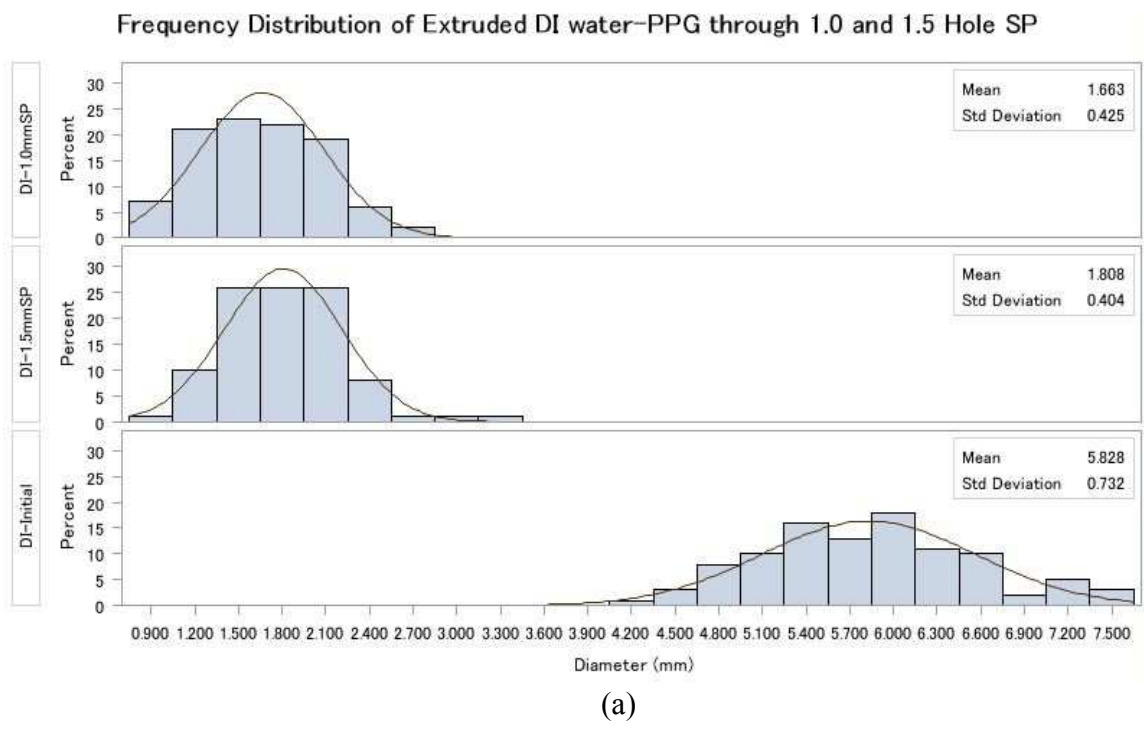 Frequency Distribution of Extruded DI water-PPG through 1.0 and 1.5 Hole SP
DI-1.0mmSP
Percent
30
25
20
15
10
5
0
Mean 1.663
Std Deviation 0.425
DI-1.5mmSP
Percent
30
25
20
15
10
5
0
Mean 1.808
Std Deviation 0.404
DI-Initial
Percent
30
25
20
15
10
5
0
Mean 5.828
Std Deviation 0.732
0.900 1.200 1.500 1.800 2.100 2.400 2.700 3.000 3.300 3.600 3.900 4.200 4.500 4.800 5.100 5.400 5.700 6.000 6.300 6.600 6.900 7.200 7.500
Diameter (mm)
(a)